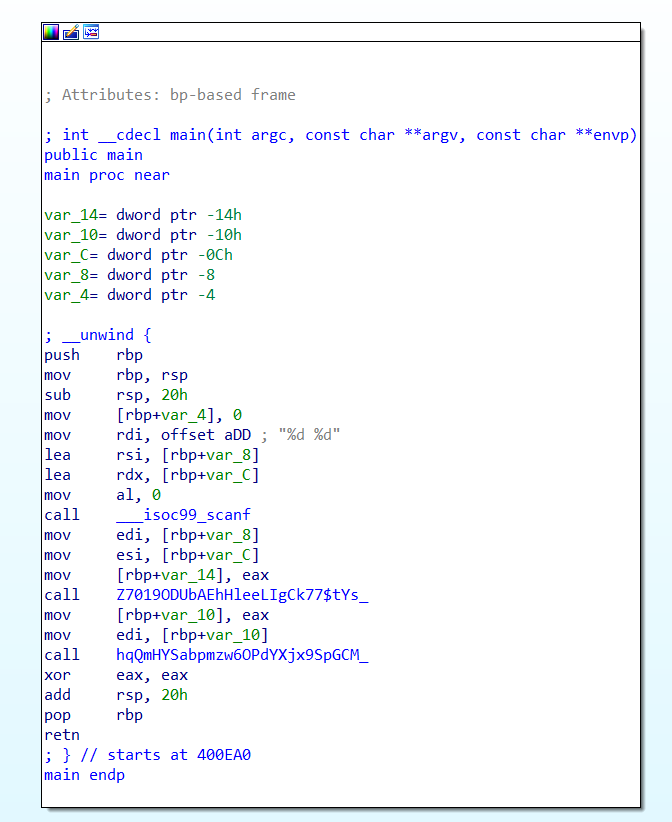 ; Attributes: bp-based frame
; int __cdecl main(int argc, const char **argv, const char **envp)
public main
main proc near
var_14= dword ptr -14h
var_10= dword ptr -10h
var_C= dword ptr -0Ch
var_8= dword ptr -8
var_4= dword ptr -4
; __unwind {
push rbp
mov rbp, rsp
sub rsp, 20h
mov [rbp+var_4], 0
mov rdi, offset aDD ; "%d %d"
lea rsi, [rbp+var_8]
lea rdx, [rbp+var_C]
mov al, 0
call ___isoc99_scanf
mov edi, [rbp+var_8]
mov esi, [rbp+var_C]
mov [rbp+var_14], eax
call Z7019ODUbAEhHleeLIgCk77$tYs_
mov [rbp+var_10], eax
mov edi, [rbp+var_10]
call hqQmHYSabpmzw6OPdYXjx9SpGCM_
xor eax, eax
add rsp, 20h
pop rbp
retn
; } // starts at 400EA0
main endp